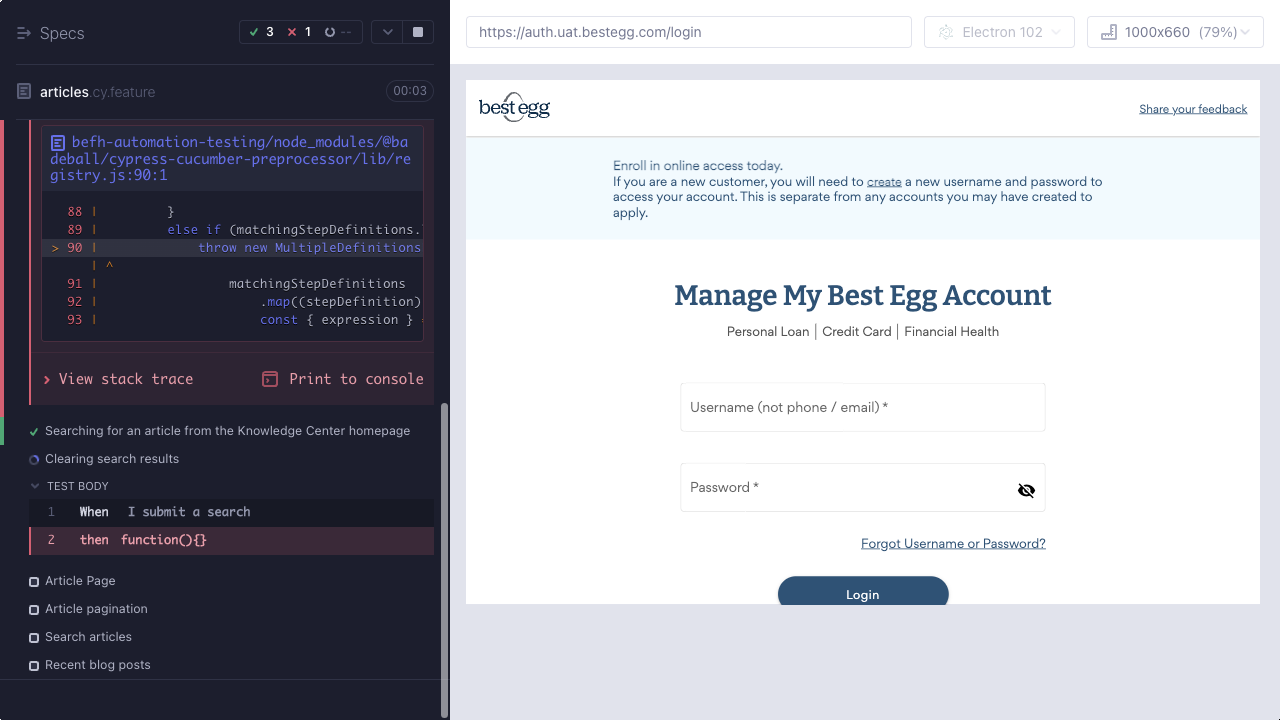 Specs
3 1 --
articles.cy.feature
00:03
befh-automation-testing/node_modules/@ba
deball/cypress-cucumber-preprocessor/lib/re
gistry.js:90:1
88 | }
89 | else if (matchingStepDefinitions.
> 90 | throw new MultipleDefinitions
| ^
91 | matchingStepDefinitions
92 | .map((stepDefinition)
93 | const { expression }
View stack trace
Print to console
Searching for an article from the Knowledge Center homepage
Clearing search results
TEST BODY
1 When I submit a search
2 then function(){}
Article Page
Article pagination
Search articles
Recent blog posts
https://auth.uat.bestegg.com/login
Electron 102
1000x660 (79%)
best egg
Share your feedback
Enroll in online access today.
If you are a new customer, you will need to create a new username and password to
access your account. This is separate from any accounts you may have created to
apply.
Manage My Best Egg Account
Personal Loan | Credit Card | Financial Health
Username (not phone / email) *
Password *
Forgot Username or Password?
Login